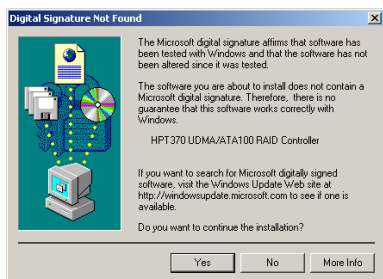 Digital Signature Not Found
The Microsoft digital signature affirms that software has
been tested with Windows and that the software has not
been altered since it was tested.
The software you are about to install does not contain a
Microsoft digital signature. Therefore, there is no
guarantee that this software works correctly with
Windows.
HPT370 UDMA/ATA100 RAID Controller
If you want to search for Microsoft digitally signed
software, visit the Windows Update Web site at
http://windowsupdate.microsoft.com to see if one is
available.
Do you want to continue the installation?
Yes No More Info